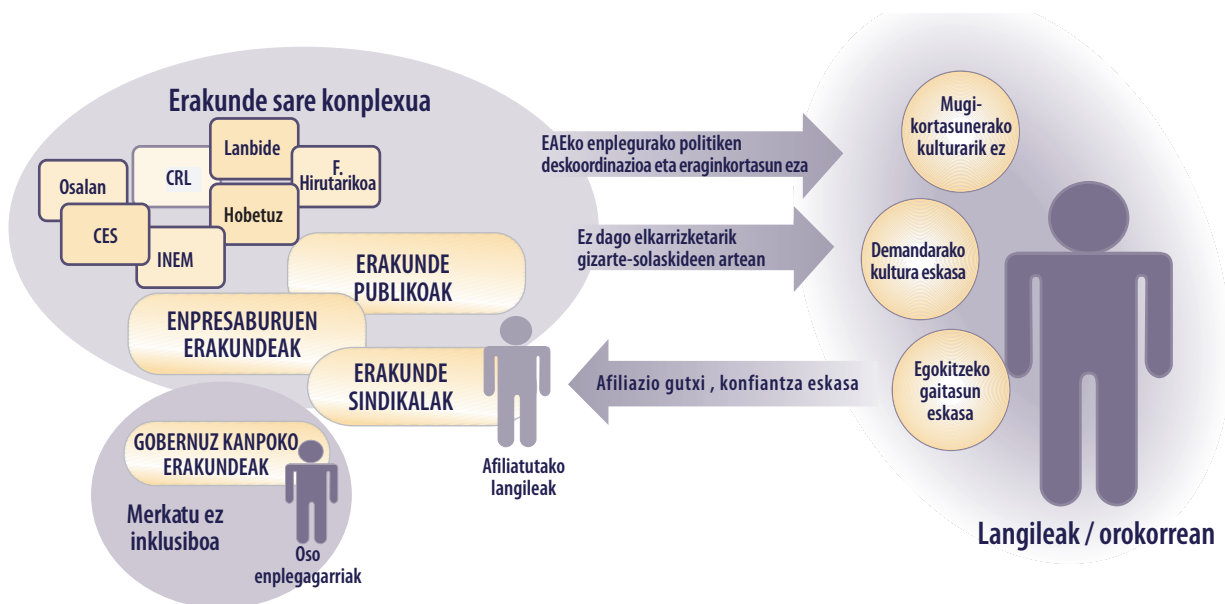 Erakunde sare konplexua
Lanbide
CRL
F.
Hirutarikoa
Osalan
Hobetuz
CES
INEM
ERAKUNDE
PUBLIKOAK
ENPRESABURUEN
ERAKUNDEAK
ERAKUNDE
SINDIKALAK
Afiliatutako
langileak
GOBERNUZ KANPOKO
ERAKUNDEAK
Merkatu ez
inklusiboa
Oso
enplegagarriak
EAEko enplegurako politiken
deskoordinazioa eta eraginkortasun eza
Ez dago elkarrizketarik
gizarte-solaskideen artean
Afiliazio gutxi , konfiantza eskasa
Mugi-
kortasunerako
kulturarik ez
Demandarako
kultura eskasa
Egokitzeko
gaitasun
eskasa
Langileak / orokorrean